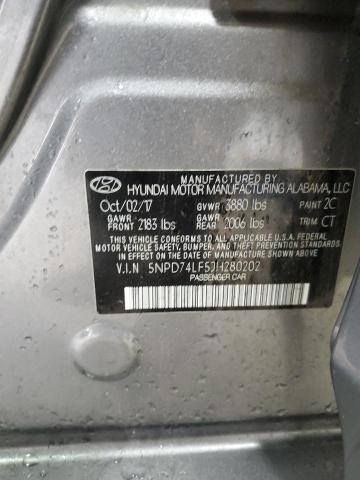 MANUFACTURED BY
HYUNDAI MOTOR MANUFACTURING ALABAMA, LLC
Oct/02/17 GVWR 3880 lbs PAINT 2C
GAWR FRONT 2183 lbs GAWR REAR 2006 lbs TRIM CT
THIS VEHICLE CONFORMS TO ALL APPLICABLE U.S. FEDERAL
MOTOR VEHICLE SAFETY, BUMPER, AND THEFT PREVENTION
STANDARDS IN EFFECT ON THE DATE OF MANUFACTURE SHOWN ABOVE.
V.I.N 5NPD74LF5JH280202
PASSENGER CAR